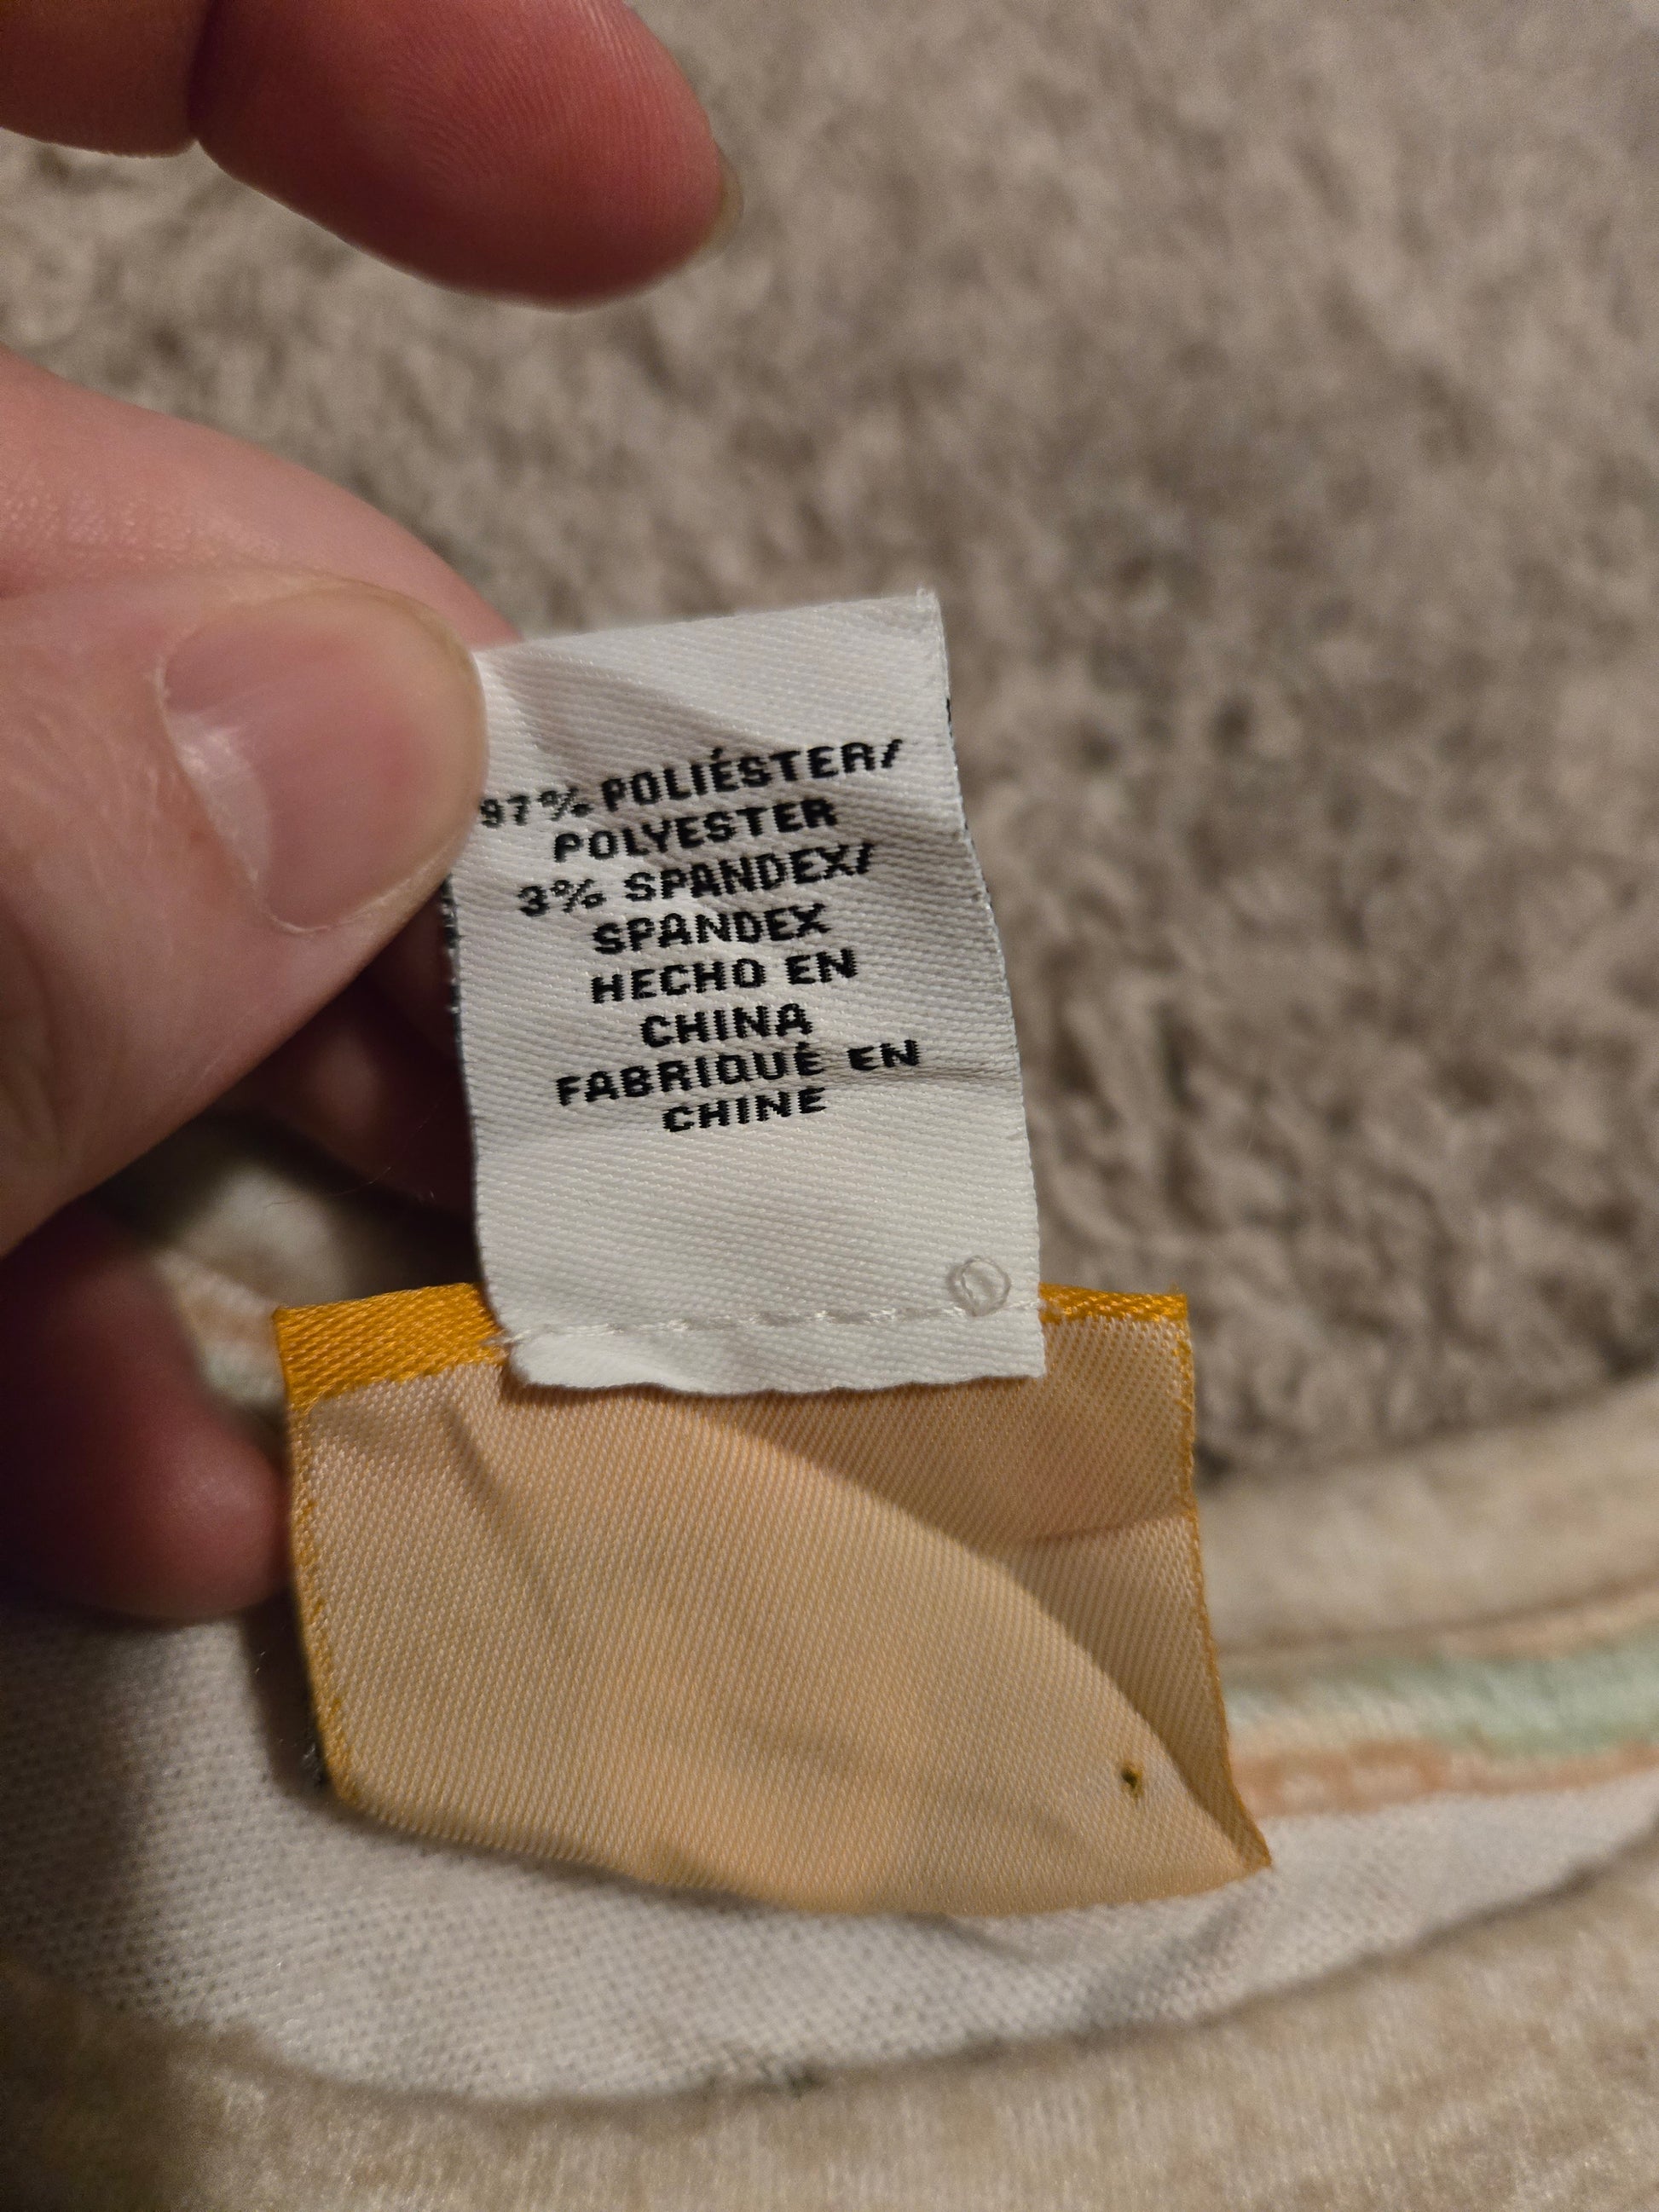 97% POLIÉSTER/
POLYESTER
3% SPANDEX/
SPANDEX
HECHO EN
CHINA
FABRIQUÉ EN
CHINE